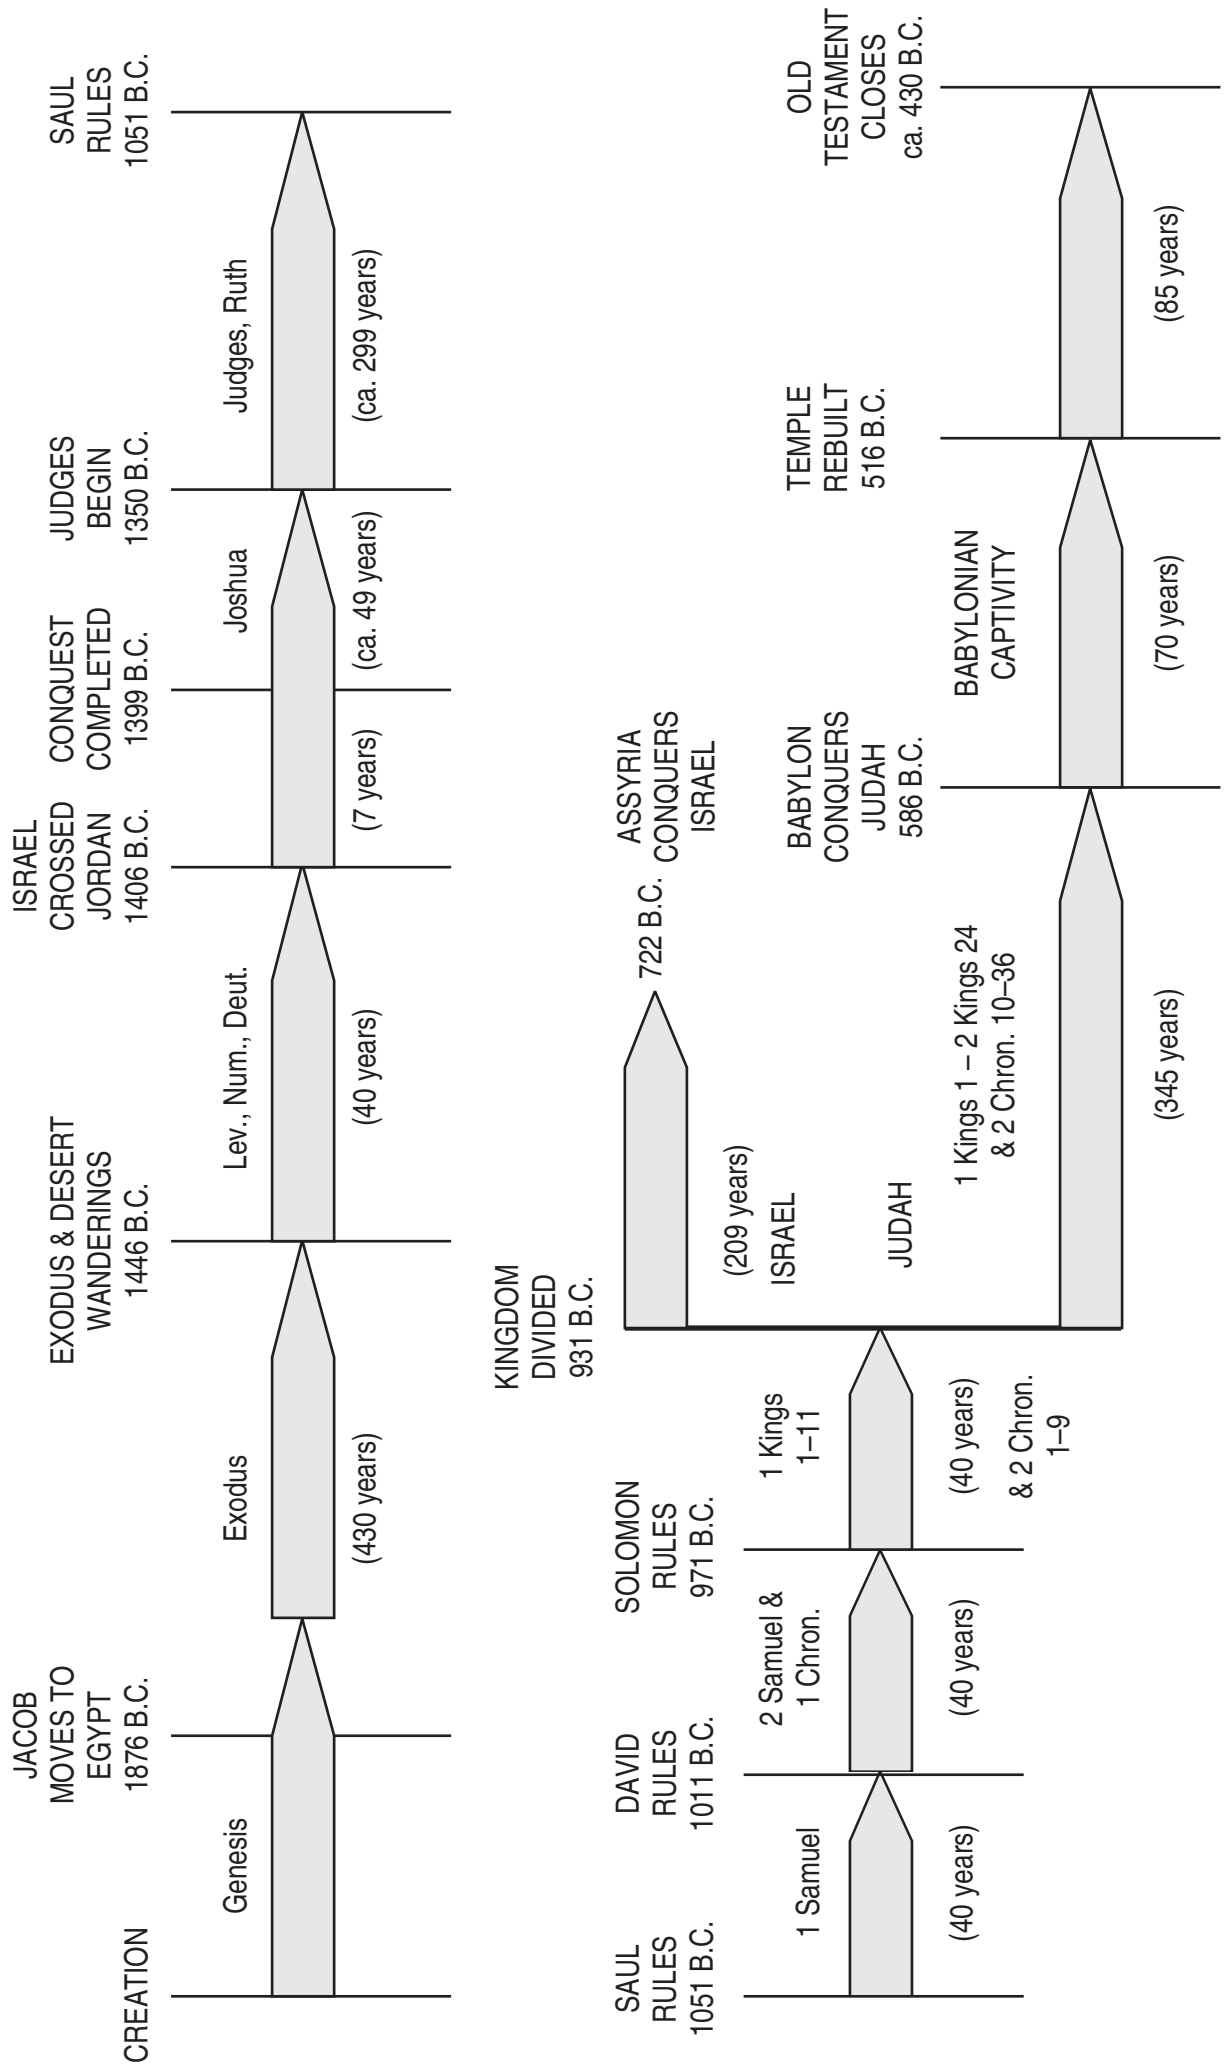 CREATION
Genesis
JACOB
MOVES TO
EGYPT
1876 B.C.
Exodus
(430 years)
EXODUS & DESERT
WANDERINGS
1446 B.C.
Lev., Num., Deut.
(40 years)
ISRAEL
CROSSED
JORDAN
1406 B.C.
(7 years)
CONQUEST
COMPLETED
1399 B.C.
Joshua
(ca. 49 years)
JUDGES
BEGIN
1350 B.C.
Judges, Ruth
(ca. 299 years)
SAUL
RULES
1051 B.C.
SAUL
RULES
1051 B.C.
1 Samuel
(40 years)
DAVID
RULES
1011 B.C.
2 Samuel &
1 Chron.
(40 years)
SOLOMON
RULES
971 B.C.
1 Kings
1–11
(40 years)
& 2 Chron.
1–9
KINGDOM
DIVIDED
931 B.C.
(209 years)
ISRAEL
722 B.C.
ASSYRIA
CONQUERS
ISRAEL
JUDAH
1 Kings 1 – 2 Kings 24
& 2 Chron. 10–36
(345 years)
BABYLON
CONQUERS
JUDAH
586 B.C.
BABYLONIAN
CAPTIVITY
(70 years)
TEMPLE
REBUILT
516 B.C.
(85 years)
OLD
TESTAMENT
CLOSES
ca. 430 B.C.